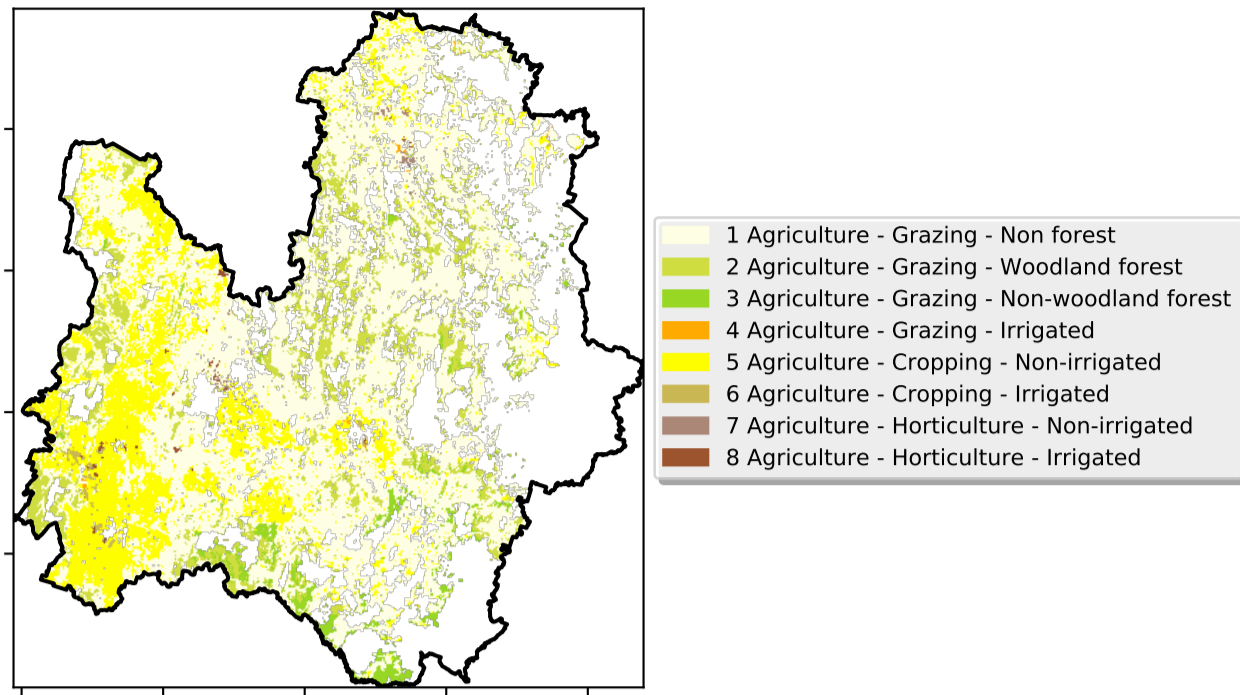 1 Agriculture - Grazing - Non forest
2 Agriculture - Grazing - Woodland forest
3 Agriculture - Grazing - Non-woodland forest
4 Agriculture - Grazing - Irrigated
5 Agriculture - Cropping - Non-irrigated
6 Agriculture - Cropping - Irrigated
7 Agriculture - Horticulture - Non-irrigated
8 Agriculture - Horticulture - Irrigated